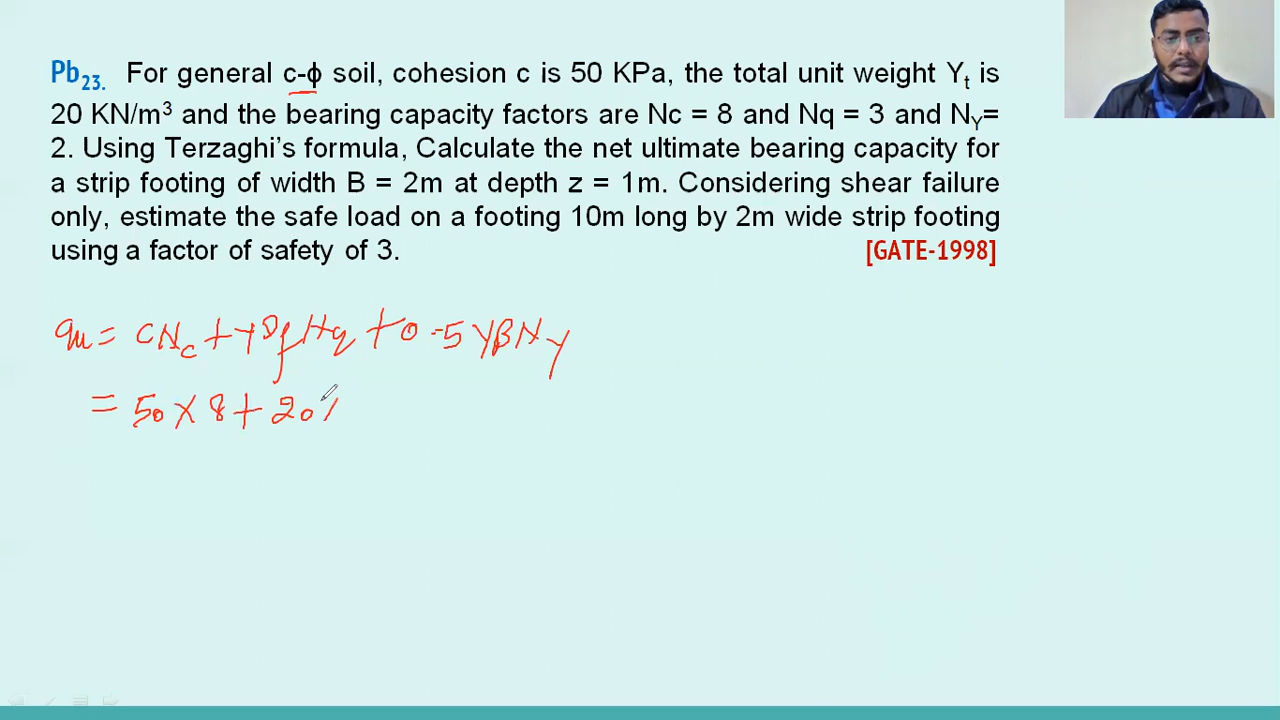 Pb23. For general c-ϕ soil, cohesion c is 50 KPa, the total unit weight Yt is
20 KN/m³ and the bearing capacity factors are Nc = 8 and Nq = 3 and NY=
2. Using Terzaghi's formula, Calculate the net ultimate bearing capacity for
a strip footing of width B = 2m at depth z = 1m. Considering shear failure
only, estimate the safe load on a footing 10m long by 2m wide strip footing
using a factor of safety of 3. [GATE-1998]
qu = CNc + γDfNq + 0.5 γBNγ
= 50 × 8 + 20